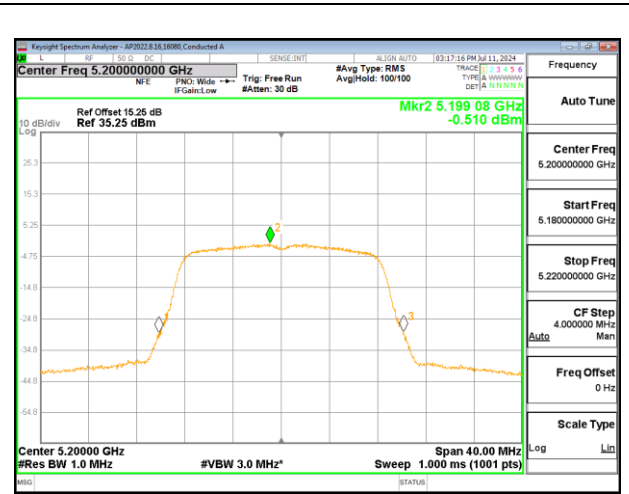 Keysight Spectrum Analyzer - AP2022.8.16,16080,Conducted A
L RF 50 Ω DC SENSE:INT ALIGN AUTO 03:17:16 PM Jul 11, 2024
Center Freq 5.200000000 GHz
NFE PNO: Wide IFGain:Low
Trig: Free Run
#Atten: 30 dB
#Avg Type: RMS
Avg|Hold: 100/100
TRACE 1 2 3 4 5 6
TYPE A WWWWW
DET A N N N N N
Frequency
Mkr2 5.199 08 GHz
-0.510 dBm
Ref Offset 15.25 dB
10 dB/div Ref 35.25 dBm
Log
25.3
15.3
5.25
-4.75
-14.8
-24.8
-34.8
-44.8
-54.8
2
3
Center 5.20000 GHz Span 40.00 MHz
#Res BW 1.0 MHz #VBW 3.0 MHz* Sweep 1.000 ms (1001 pts)
MSG STATUS
Auto Tune
Center Freq
5.200000000 GHz
Start Freq
5.180000000 GHz
Stop Freq
5.220000000 GHz
CF Step
4.000000 MHz
Auto Man
Freq Offset
0 Hz
Scale Type
Log Lin